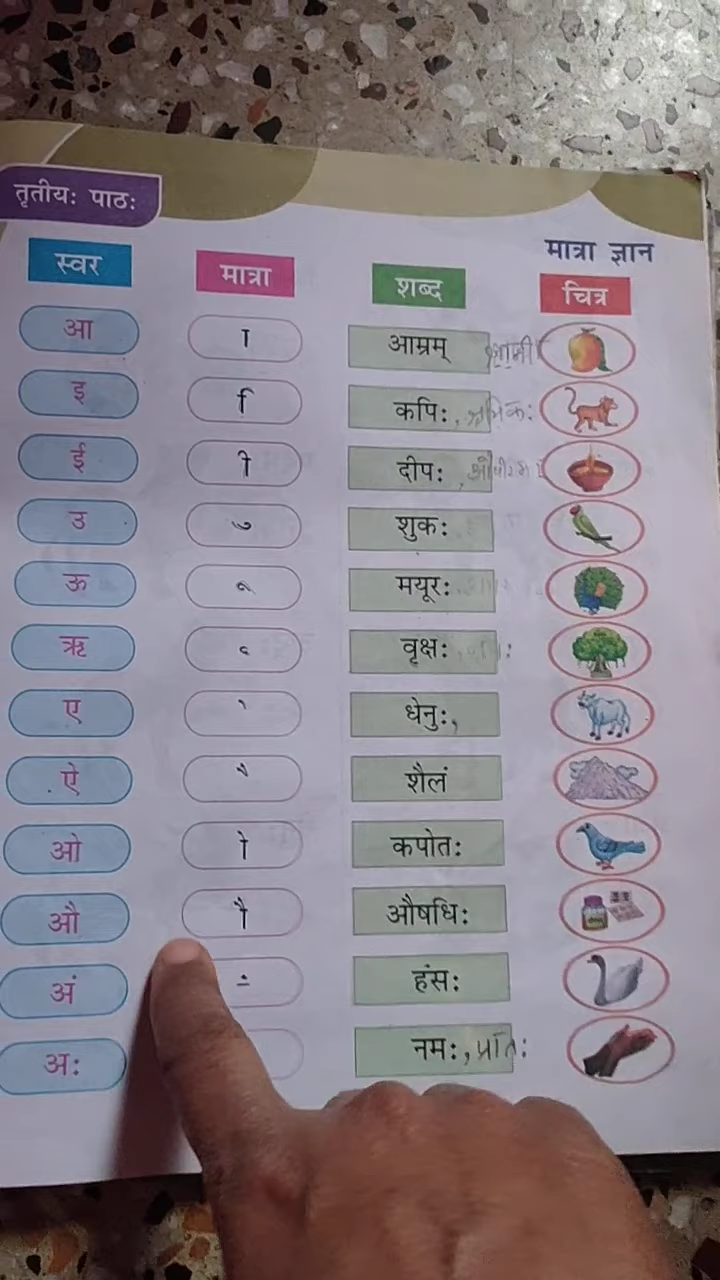 तृतीयः पाठः
मात्रा ज्ञान
स्वर मात्रा शब्द चित्र
आ ा आम्रम्
इ ि कपिः,
ई ी दीपः,
उ ु शुकः
ऊ ू मयूरः
ऋ ृ वृक्षः
ए े धेनुः,
ऐ ै शैलं
ओ ो कपोतः
औ ौ औषधिः
अं ं हंसः
अः नमः,